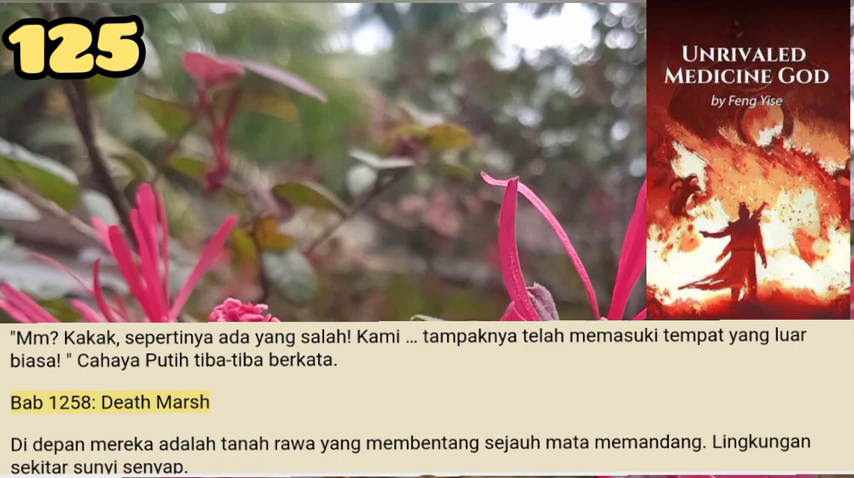 125
UNRIVALED
MEDICINE GOD
by Feng Yise
"Mm? Kakak, sepertinya ada yang salah! Kami … tampaknya telah memasuki tempat yang luar
biasa! " Cahaya Putih tiba-tiba berkata.
Bab 1258: Death Marsh
Di depan mereka adalah tanah rawa yang membentang sejauh mata memandang. Lingkungan
sekitar sunyi senyap.